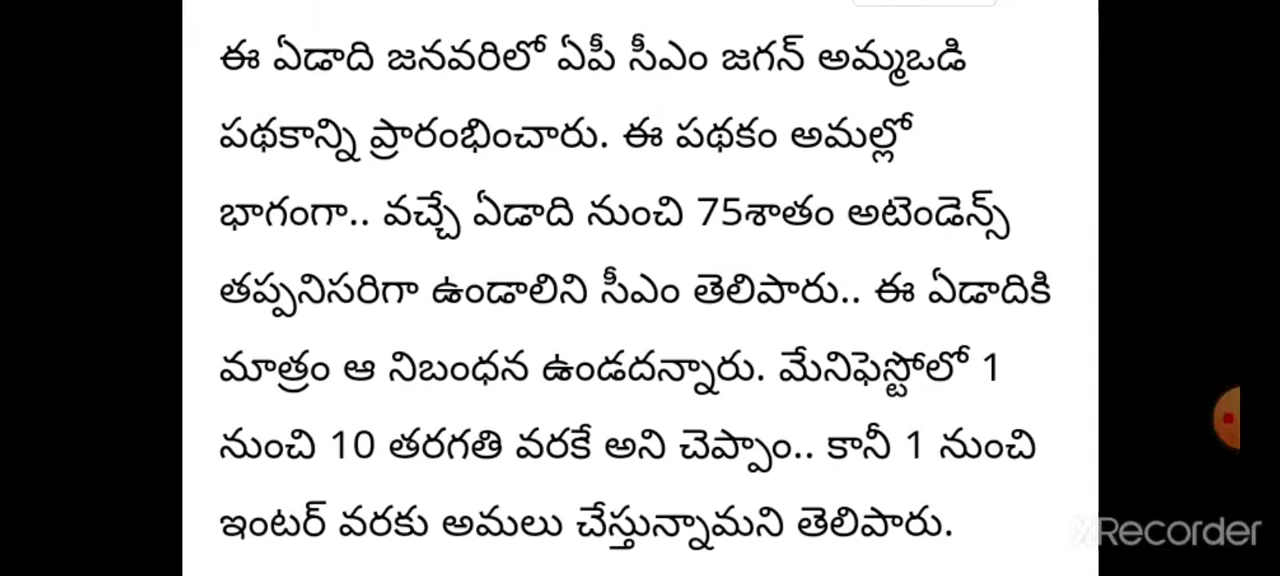 ఈ ఏడాది జనవరిలో ఏపీ సీఎం జగన్ అమ్మఒడి
పథకాన్ని ప్రారంభించారు. ఈ పథకం అమల్లో
భాగంగా.. వచ్చే ఏడాది నుంచి 75శాతం అటెండెన్స్
తప్పనిసరిగా ఉండాలిని సీఎం తెలిపారు.. ఈ ఏడాదికి
మాత్రం ఆ నిబంధన ఉండదన్నారు. మేనిఫెస్టోలో 1
నుంచి 10 తరగతి వరకే అని చెప్పాం.. కానీ 1 నుంచి
ఇంటర్ వరకు అమలు చేస్తున్నామని తెలిపారు.
XRecorder